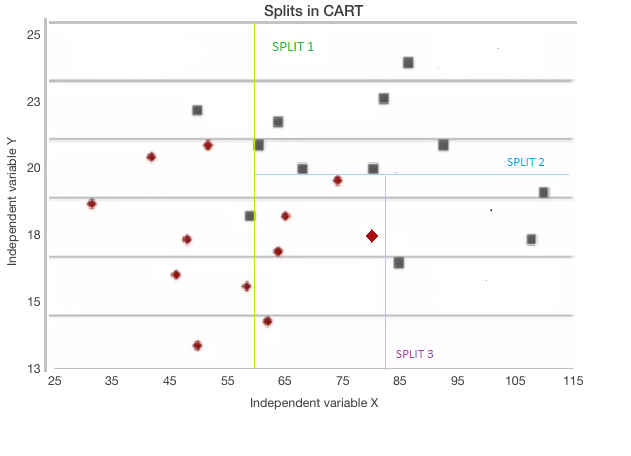 Splits in CART
SPLIT 1
SPLIT 2
SPLIT 3
Independent variable Y
25
23
20
18
15
13
25 35 45 55 65 75 85 95 105 115
Independent variable X